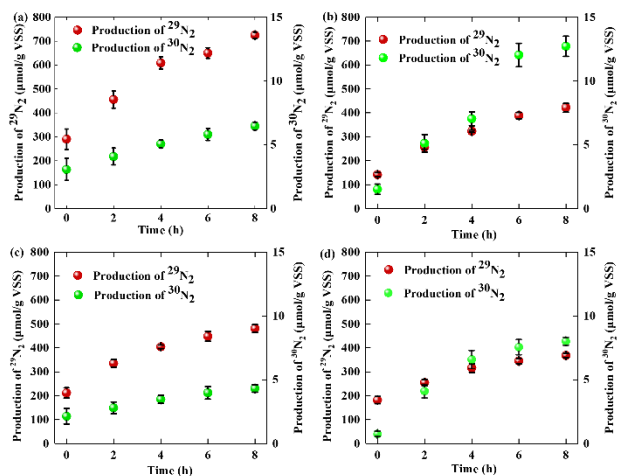 (a)
Production of ²⁹N₂
Production of ³⁰N₂
Production of ²⁹N₂ (μmol/g VSS)
0 100 200 300 400 500 600 700 800
0 5 10 15
Production of ³⁰N₂ (μmol/g VSS)
0 2 4 6 8
Time (h)
(b)
Production of ²⁹N₂
Production of ³⁰N₂
Production of ²⁹N₂ (μmol/g VSS)
0 100 200 300 400 500 600 700 800
0 5 10 15
Production of ³⁰N₂ (μmol/g VSS)
0 2 4 6 8
Time (h)
(c)
Production of ²⁹N₂
Production of ³⁰N₂
Production of ²⁹N₂ (μmol/g VSS)
0 100 200 300 400 500 600 700 800
0 5 10 15
Production of ³⁰N₂ (μmol/g VSS)
0 2 4 6 8
Time (h)
(d)
Production of ²⁹N₂
Production of ³⁰N₂
Production of ²⁹N₂ (μmol/g VSS)
0 100 200 300 400 500 600 700 800
0 5 10 15
Production of ³⁰N₂ (μmol/g VSS)
0 2 4 6 8
Time (h)